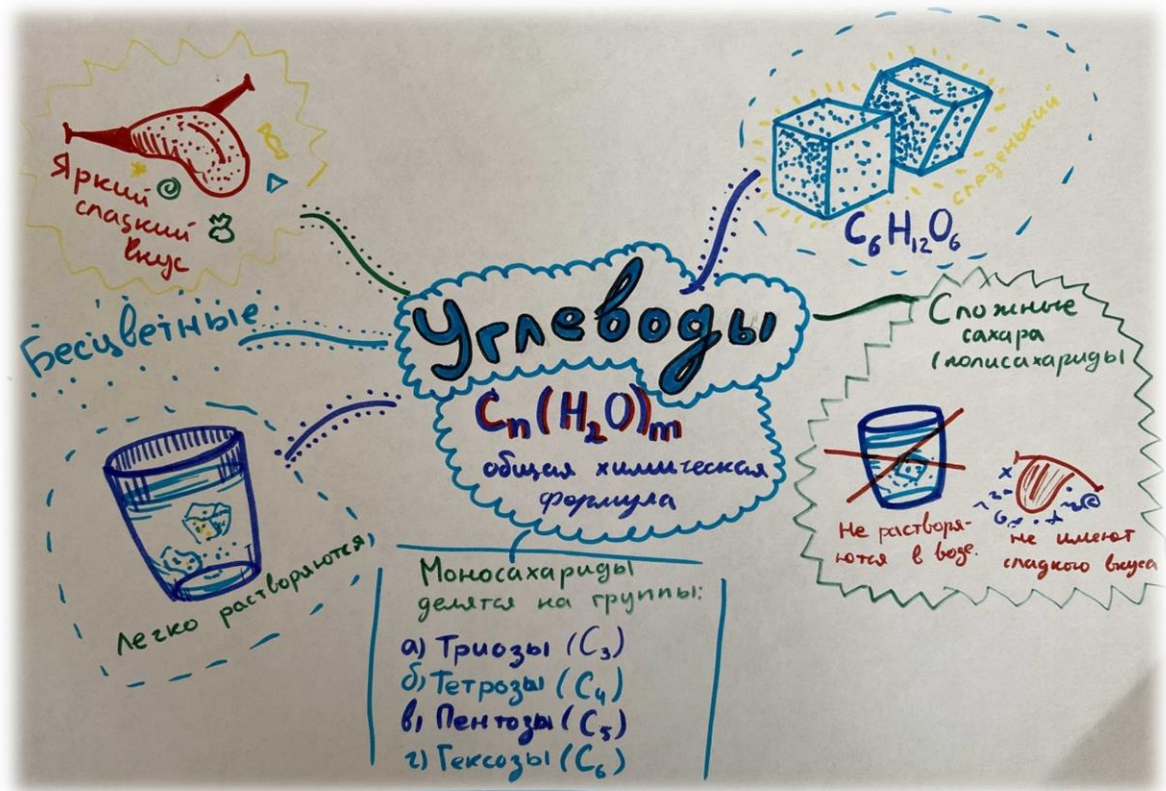 Яркий
сладкий
вкус
Бесцветные
легко растворяются
Углеводы
Cn(H2O)m
общая химическая
формула
Моносахариды
делятся на группы:
а) Триозы (C3)
б) Тетрозы (C4)
в) Пентозы (C5)
г) Гексозы (C6)
сладенький
C6H12O6
Сложные
сахара
(полисахариды
Не растворя-
ются в воде.
не имеют
сладкого вкуса